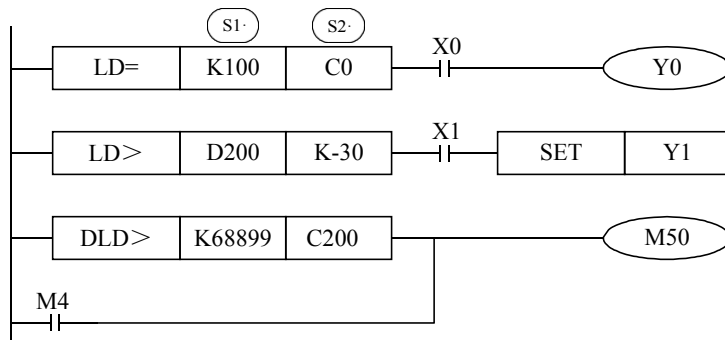 S1· S2·
LD= K100 C0 X0 Y0
LD> D200 K-30 X1 SET Y1
DLD> K68899 C200 M50
M4